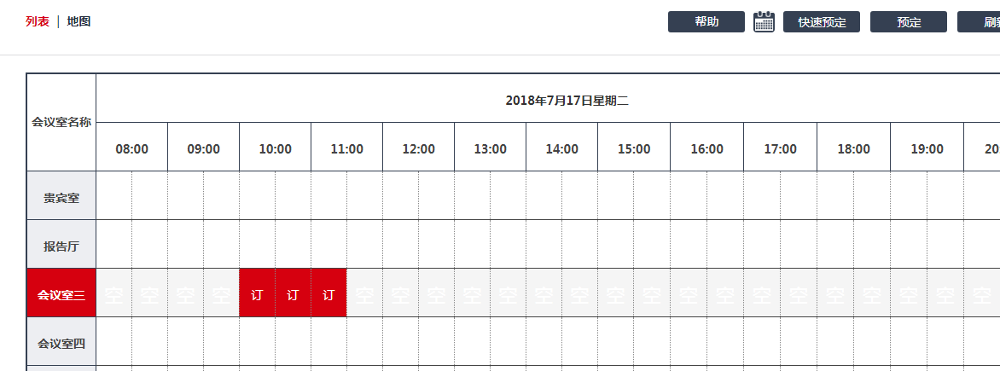 列表 | 地图 帮助 快速预定 预定
会议室名称 2018年7月17日星期二
08:00 09:00 10:00 11:00 12:00 13:00 14:00 15:00 16:00 17:00 18:00 19:00
贵宾室
报告厅
会议室三 空 空 空 空 订 订 订 空 空 空 空 空 空 空 空 空 空 空 空 空 空 空 空 空 空
会议室四